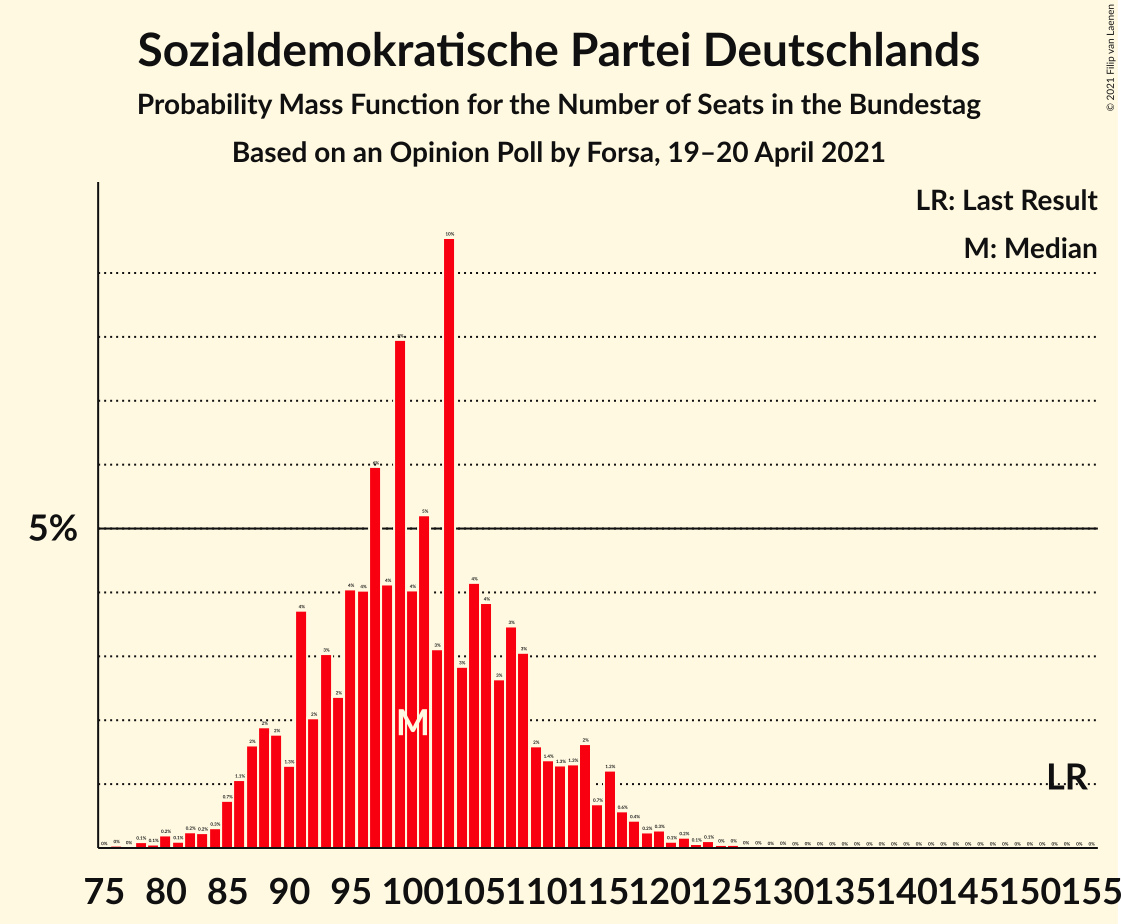 Sozialdemokratische Partei Deutschlands
Probability Mass Function for the Number of Seats in the Bundestag
Based on an Opinion Poll by Forsa, 19–20 April 2021
© 2021 Filip van Laenen
LR: Last Result
M: Median
5%
M
LR
75 80 85 90 95 100 105 110 115 120 125 130 135 140 145 150 155